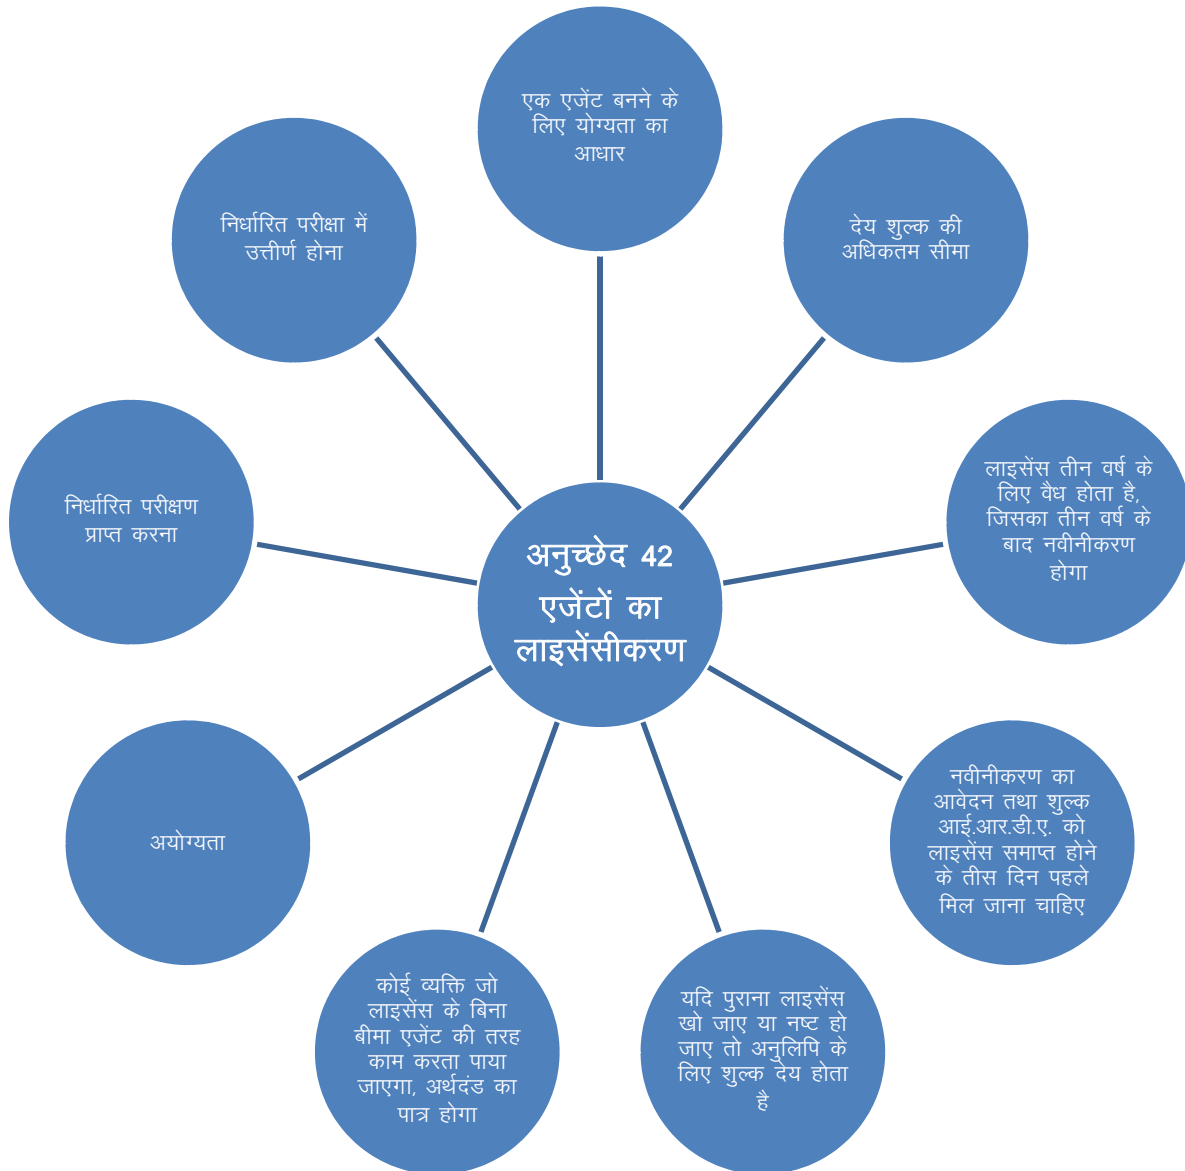 एक एजेंट बनने के
लिए योग्यता का
आधार
देय शुल्क की
अधिकतम सीमा
लाइसेंस तीन वर्ष के
लिए वैध होता है,
जिसका तीन वर्ष के
बाद नवीनीकरण
होगा
नवीनीकरण का
आवेदन तथा शुल्क
आई.आर.डी.ए. को
लाइसेंस समाप्त होने
के तीस दिन पहले
मिल जाना चाहिए
यदि पुराना लाइसेंस
खो जाए या नष्ट हो
जाए तो अनुलिपि के
लिए शुल्क देय होता
है
कोई व्यक्ति जो
लाइसेंस के बिना
बीमा एजेंट की तरह
काम करता पाया
जाएगा, अर्थदंड का
पात्र होगा
अयोग्यता
निर्धारित परीक्षण
प्राप्त करना
निर्धारित परीक्षा में
उत्तीर्ण होना
अनुच्छेद 42
एजेंटों का
लाइसेंसीकरण